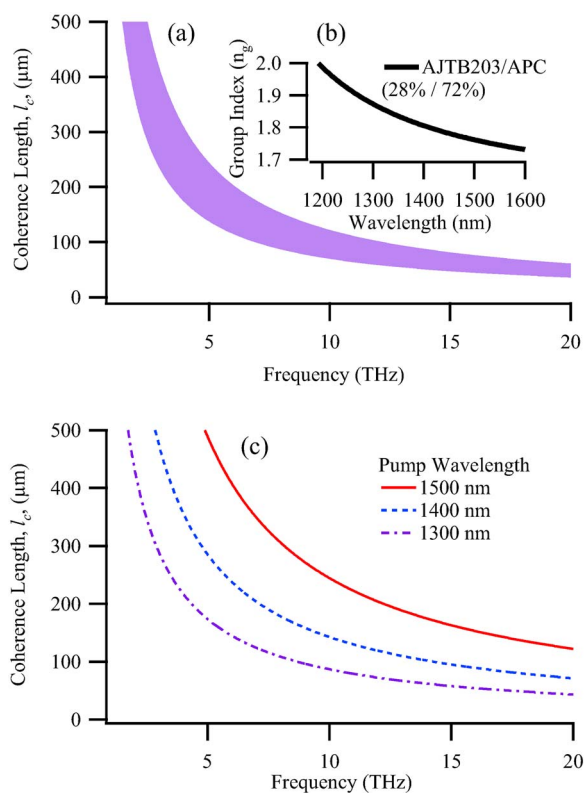 500
400
300
200
100
0
Coherence Length, l_c, (μm)
(a)
(b)
2.0
1.9
1.8
1.7
Group Index (n_g)
AJTB203/APC
(28% / 72%)
1200 1300 1400 1500 1600
Wavelength (nm)
5 10 15 20
Frequency (THz)
500
400
300
200
100
0
Coherence Length, l_c, (μm)
(c)
Pump Wavelength
1500 nm
1400 nm
1300 nm
5 10 15 20
Frequency (THz)